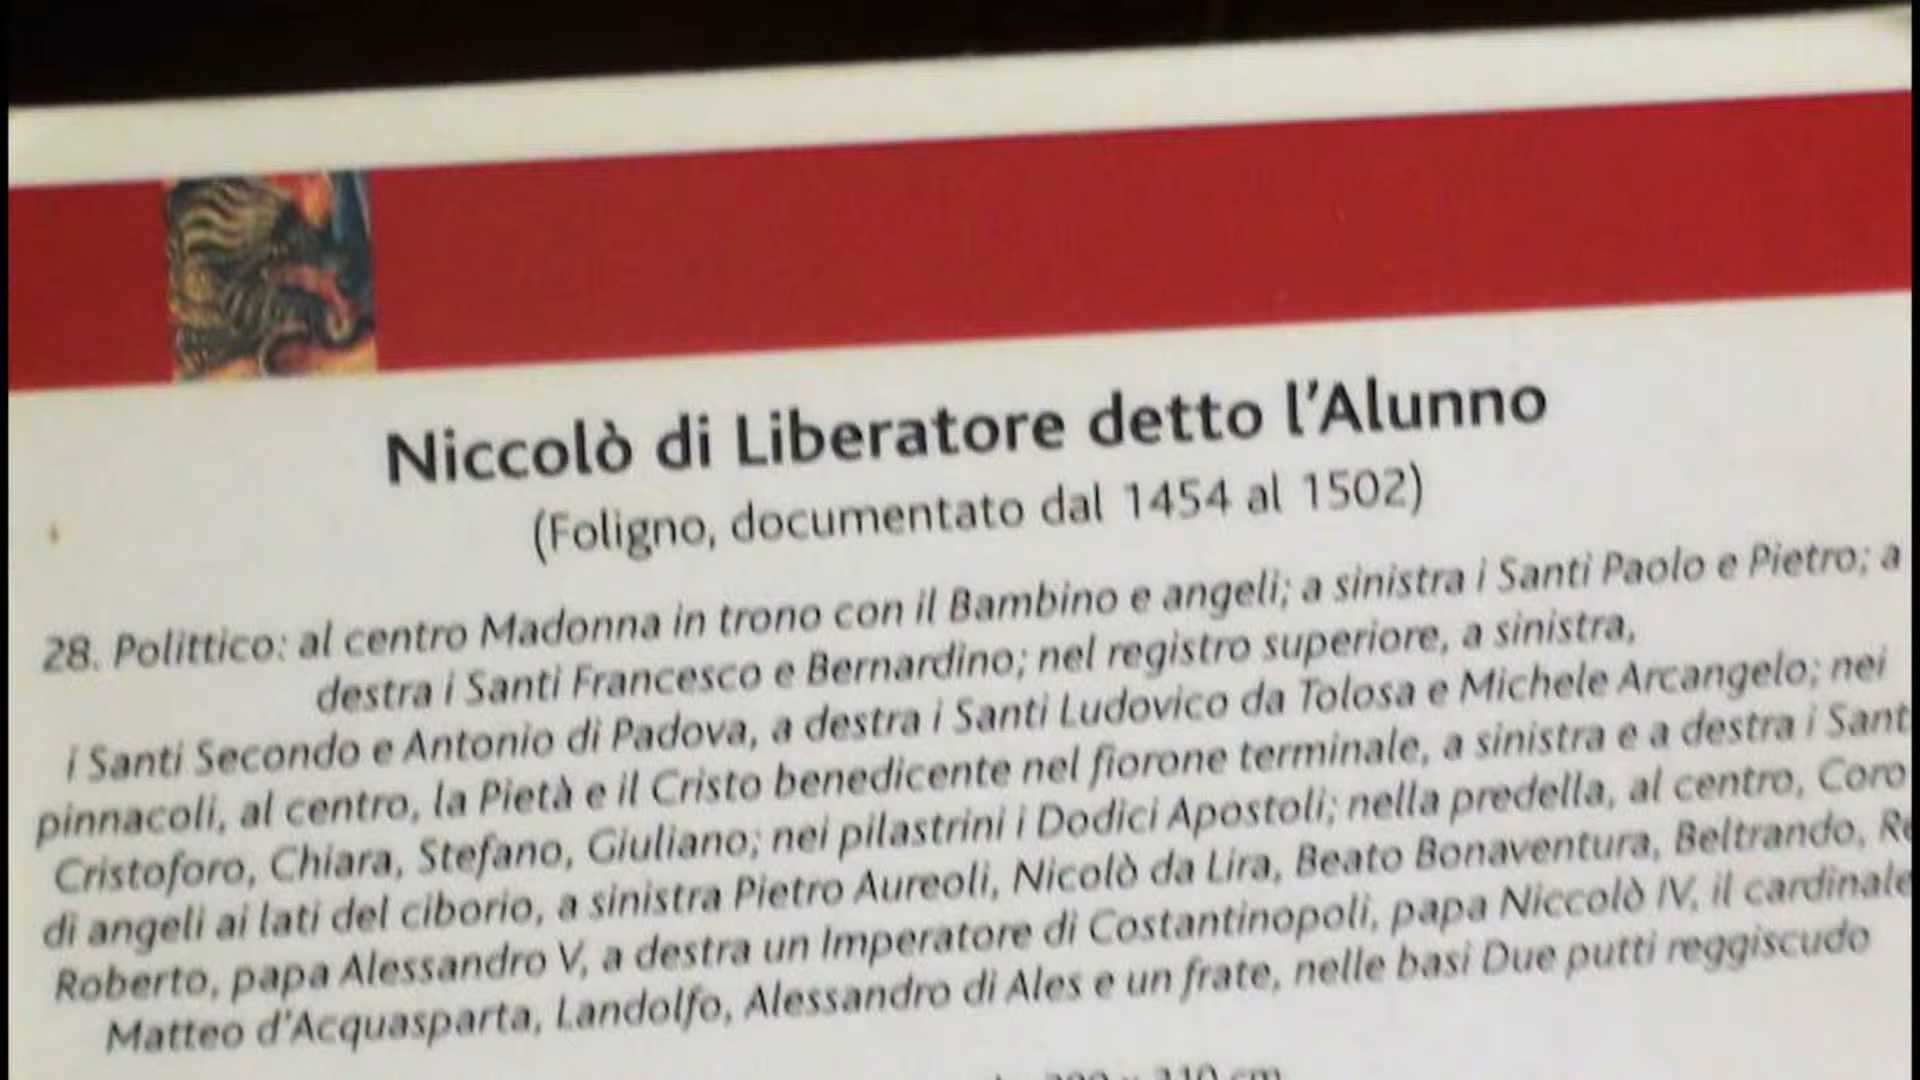 Niccolò di Liberatore detto l'Alunno
(Foligno, documentato dal 1454 al 1502)
28. Polittico: al centro Madonna in trono con il Bambino e angeli; a sinistra i Santi Paolo e Pietro; a
destra i Santi Francesco e Bernardino; nel registro superiore, a sinistra,
i Santi Secondo e Antonio di Padova, a destra i Santi Ludovico da Tolosa e Michele Arcangelo; nei
pinnacoli, al centro, la Pietà e il Cristo benedicente nel fiorone terminale, a sinistra e a destra i Sant
Cristoforo, Chiara, Stefano, Giuliano; nei pilastrini i Dodici Apostoli; nella predella, al centro, Coro
di angeli ai lati del ciborio, a sinistra Pietro Aureoli, Nicolò da Lira, Beato Bonaventura, Beltrando, Re
Roberto, papa Alessandro V, a destra un Imperatore di Costantinopoli, papa Niccolò IV, il cardinale
Matteo d'Acquasparta, Landolfo, Alessandro di Ales e un frate, nelle basi Due putti reggiscudo
cm